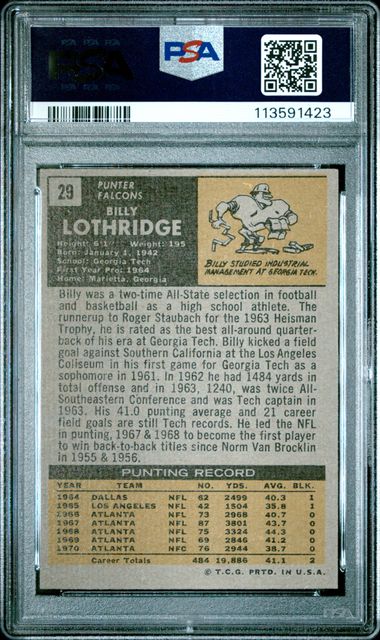 PSA
PSA
113591423
29
PUNTER
FALCONS
BILLY
LOTHRIDGE
Height: 6'1" Weight: 195
Born: January 1, 1942
School: Georgia Tech
First Year Pro: 1964
Home: Marietta, Georgia
BILLY STUDIED INDUSTRIAL
MANAGEMENT AT GEORGIA TECH.
Billy was a two-time All-State selection in football
and basketball as a high school athlete. The
runnerup to Roger Staubach for the 1963 Heisman
Trophy, he is rated as the best all-around quarter-
back of his era at Georgia Tech. Billy kicked a field
goal against Southern California at the Los Angeles
Coliseum in his first game for Georgia Tech as a
sophomore in 1961. In 1962 he had 1484 yards in
total offense and in 1963, 1240, was twice All-
Southeastern Conference and was Tech captain in
1963. His 41.0 punting average and 21 career
field goals are still Tech records. He led the NFL
in punting, 1967 & 1968 to become the first player
to win back-to-back titles since Norm Van Brocklin
in 1955 & 1956.
PUNTING RECORD
YEAR TEAM NO. YDS. AVG. BLK.
1964 DALLAS NFL 62 2499 40.3 1
1965 LOS ANGELES NFL 42 1504 35.8 1
1966 ATLANTA NFL 73 2968 40.7 0
1967 ATLANTA NFL 87 3801 43.7 0
1968 ATLANTA NFL 75 3324 44.3 0
1969 ATLANTA NFL 69 2846 41.2 0
1970 ATLANTA NFC 76 2944 38.7 0
Career Totals 484 19,886 41.1 2
© T.C.G. PRTD. IN U.S.A.